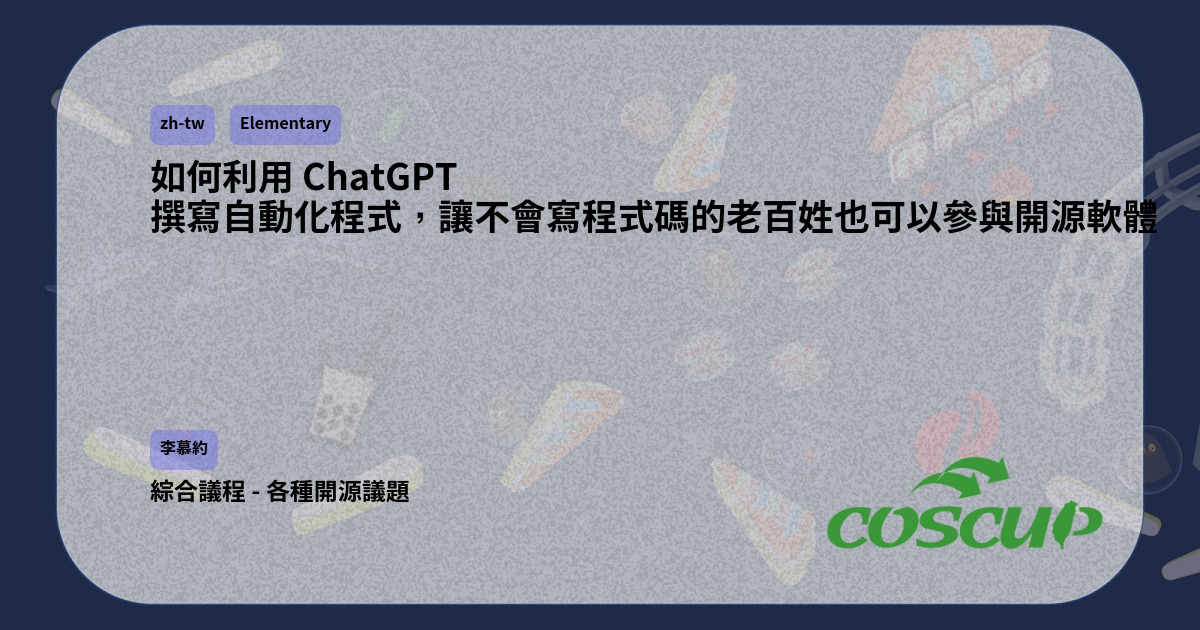 zh-tw Elementary
如何利用 ChatGPT
撰寫自動化程式，讓不會寫程式碼的老百姓也可以參與開源軟體
李慕約
綜合議程 - 各種開源議題
COSCUP